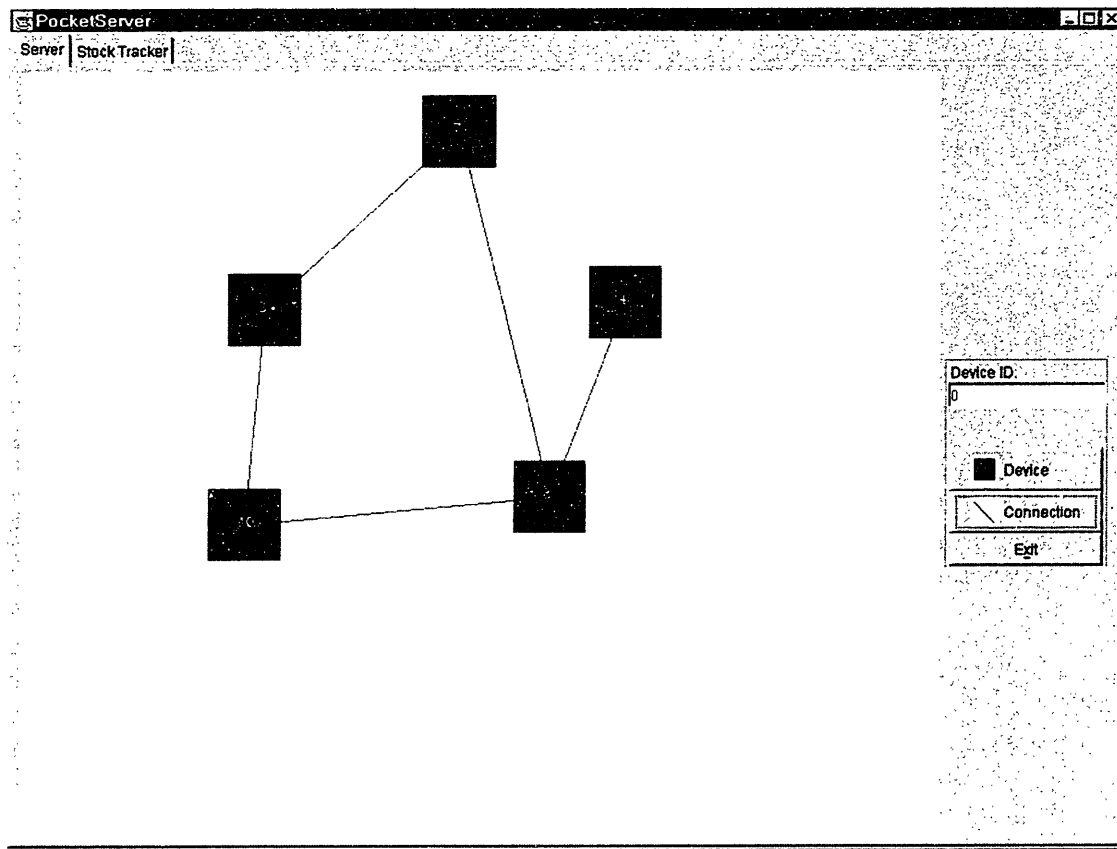 PocketServer
Server
Stock Tracker
Device ID:
0
Device
Connection
Exit